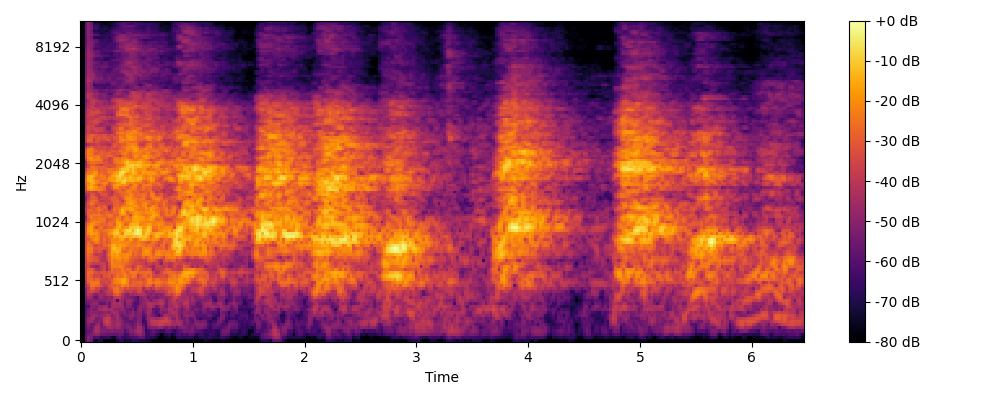 8192
4096
2048
1024
512
0
Hz
0 1 2 3 4 5 6
Time
+0 dB
-10 dB
-20 dB
-30 dB
-40 dB
-50 dB
-60 dB
-70 dB
-80 dB